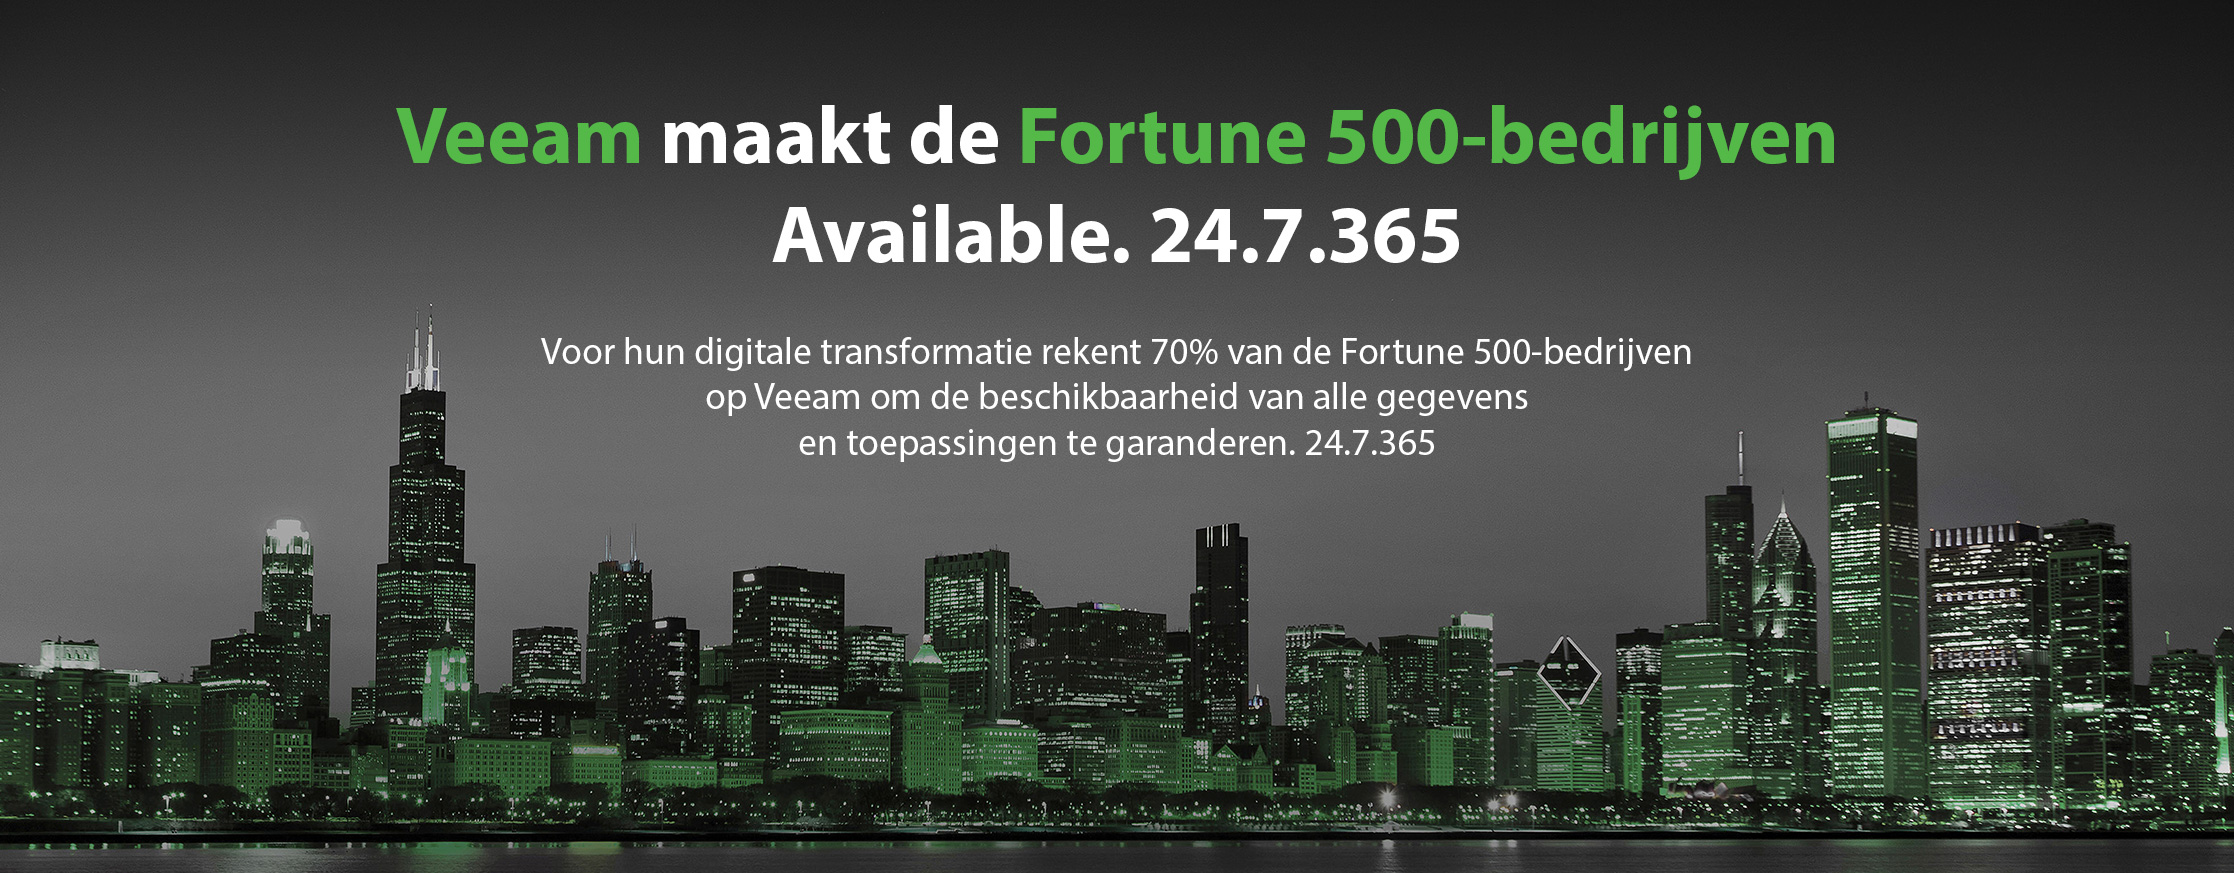 Veeam maakt de Fortune 500-bedrijven
Available. 24.7.365
Voor hun digitale transformatie rekent 70% van de Fortune 500-bedrijven
op Veeam om de beschikbaarheid van alle gegevens
en toepassingen te garanderen. 24.7.365